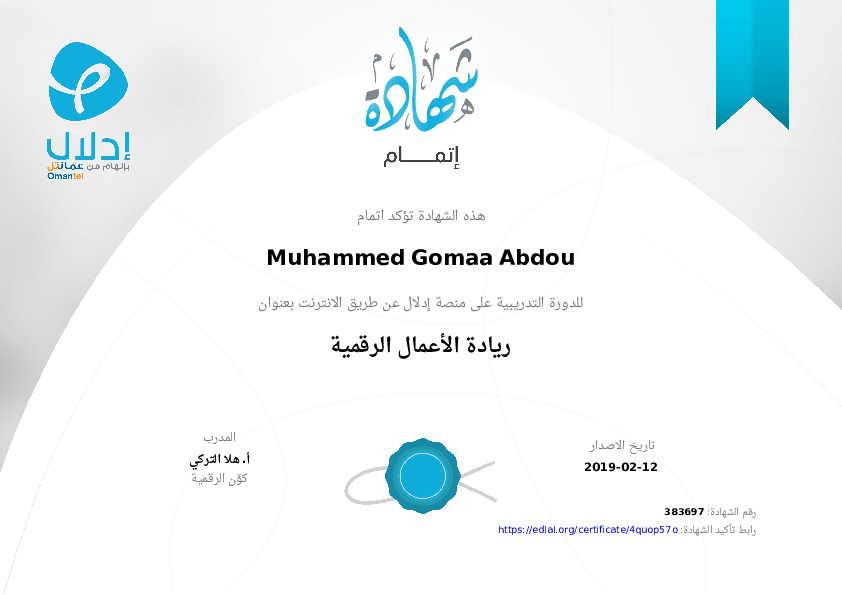 شهادة
إتمـــــام
إدلال
بإلهام من عمانتل
Omantel
هذه الشهادة تؤكد اتمام
Muhammed Gomaa Abdou
للدورة التدريبية على منصة إدلال عن طريق الانترنت بعنوان
ريادة الأعمال الرقمية
المدرب
أ. هلا التركي
كوّن الرقمية
تاريخ الاصدار
2019-02-12
رقم الشهادة: 383697
رابط تأكيد الشهادة: https://edlal.org/certificate/4quop57o